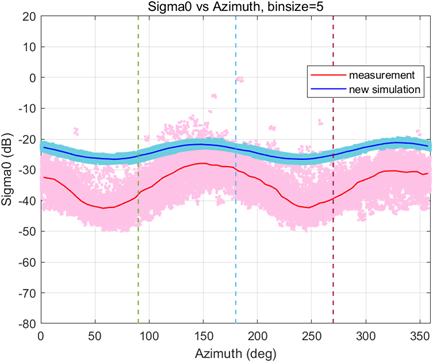 Sigma0 vs Azimuth, binsize=5
20
10
0
-10
-20
-30
-40
-50
-60
-70
-80
Sigma0 (dB)
measurement
new simulation
0 50 100 150 200 250 300 350
Azimuth (deg)